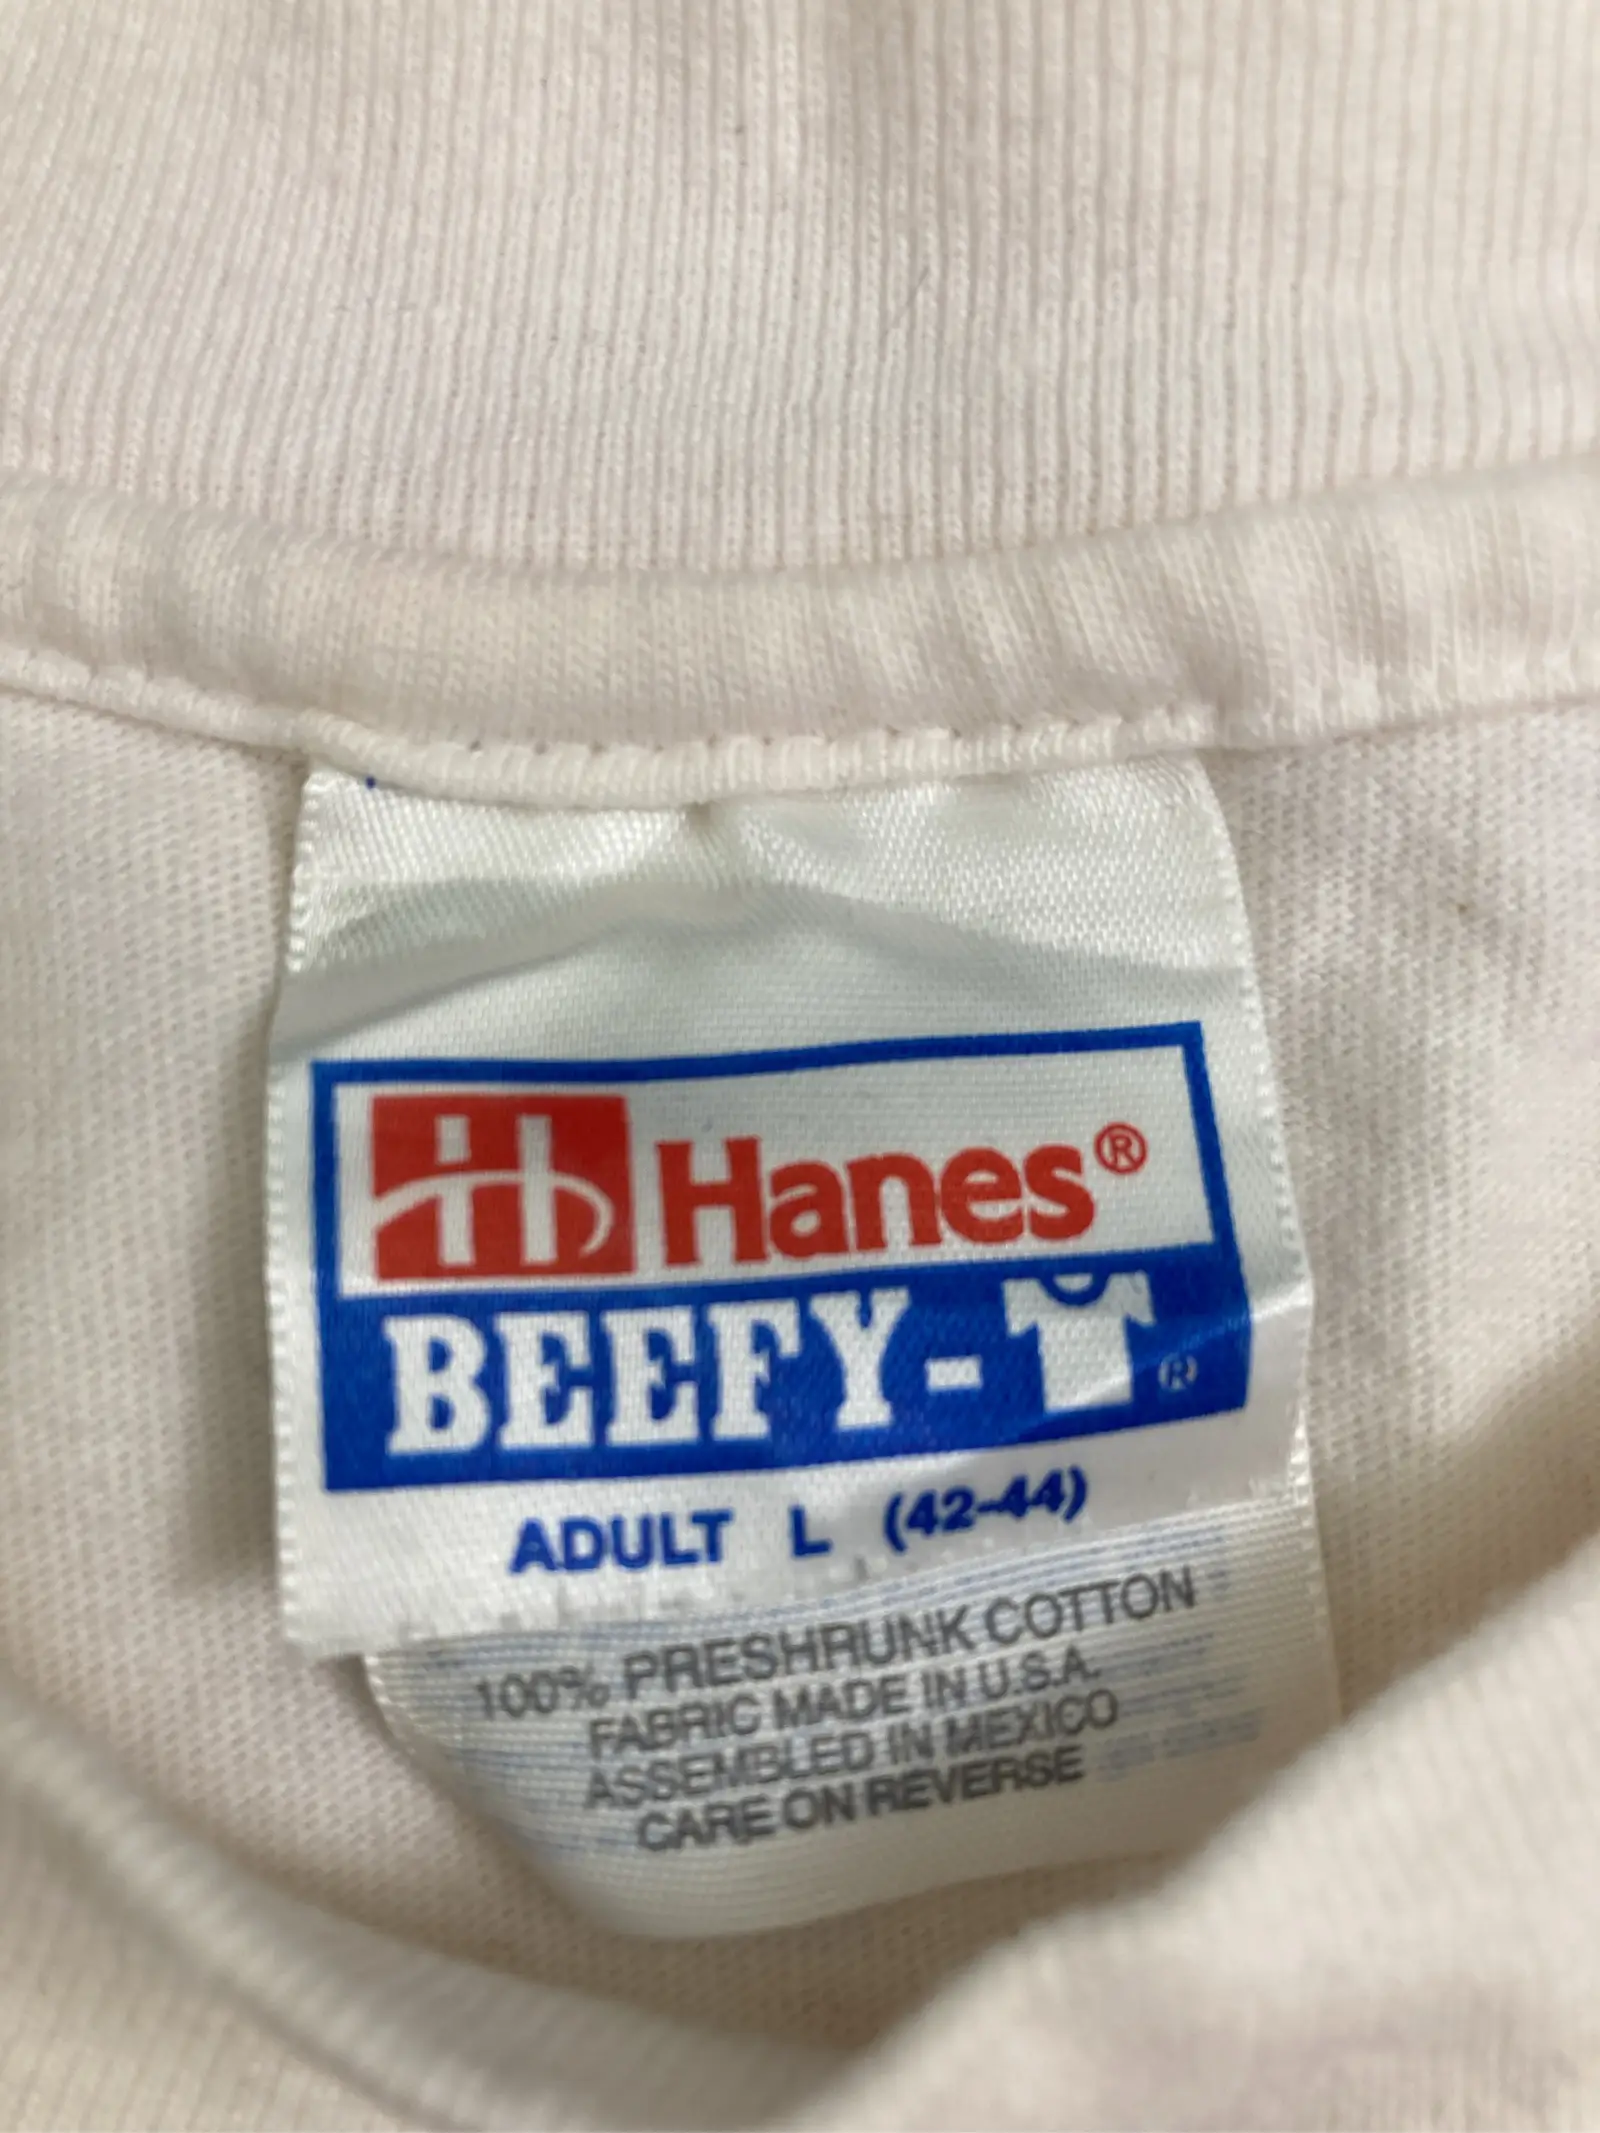 Hanes®
BEEFY-T®
ADULT L (42-44)
100% PRESHRUNK COTTON
FABRIC MADE IN U.S.A.
ASSEMBLED IN MEXICO
CARE ON REVERSE